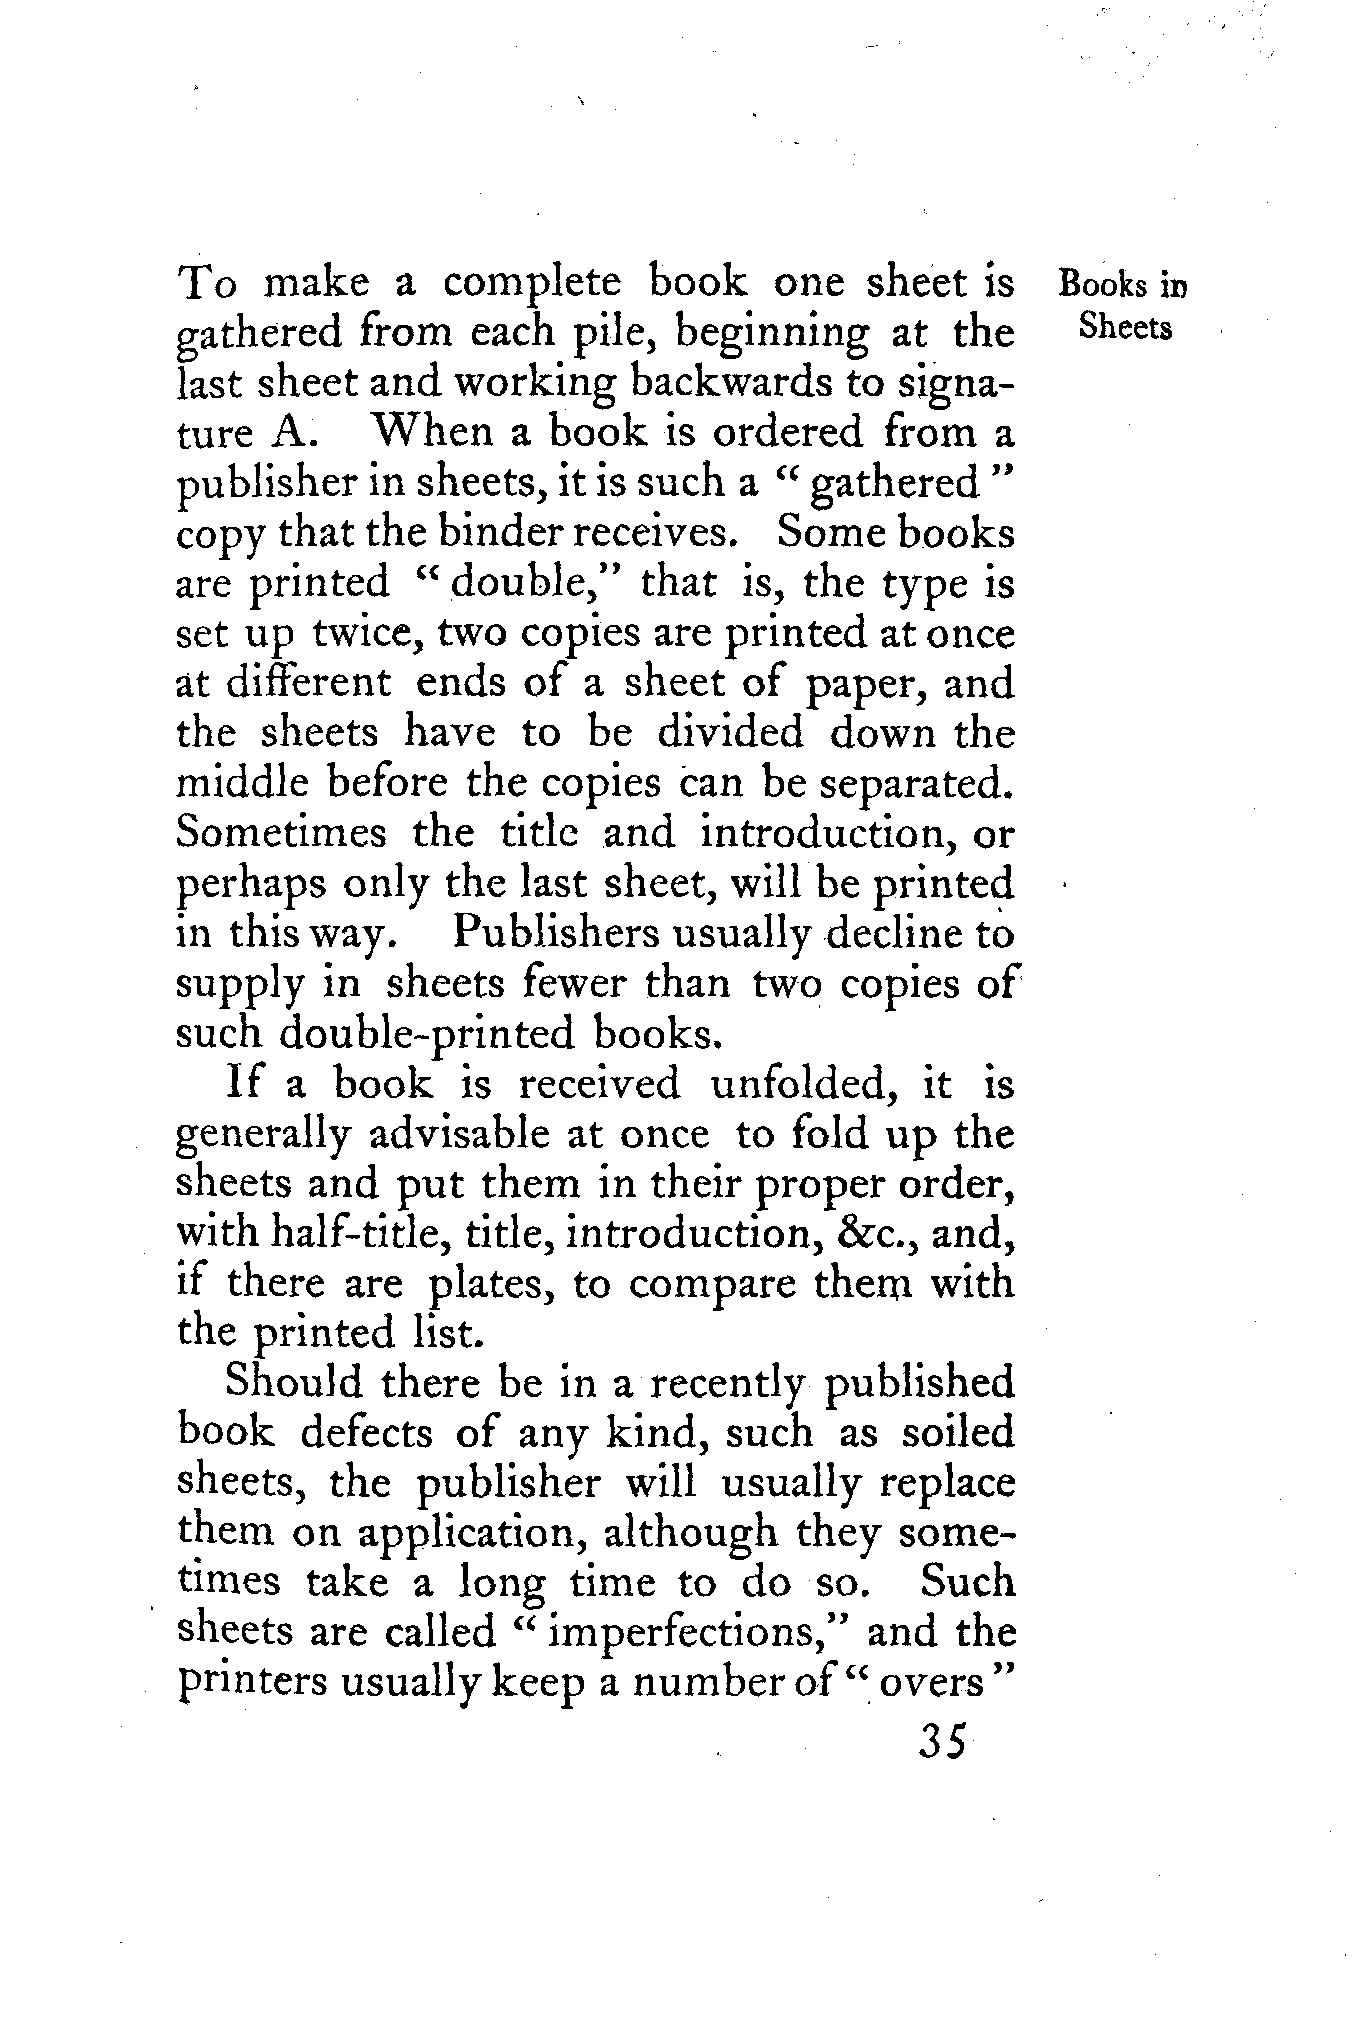 To make a complete book one sheet is
gathered from each pile, beginning at the
last sheet and working backwards to signa-
ture A. When a book is ordered from a
publisher in sheets, it is such a “ gathered ”
copy that the binder receives. Some books
are printed “ double,” that is, the type is
set up twice, two copies are printed at once
at different ends of a sheet of paper, and
the sheets have to be divided down the
middle before the copies can be separated.
Sometimes the title and introduction, or
perhaps only the last sheet, will be printed
in this way. Publishers usually decline to
supply in sheets fewer than two copies of
such double-printed books.
If a book is received unfolded, it is
generally advisable at once to fold up the
sheets and put them in their proper order,
with half-title, title, introduction, &c., and,
if there are plates, to compare them with
the printed list.
Should there be in a recently published
book defects of any kind, such as soiled
sheets, the publisher will usually replace
them on application, although they some-
times take a long time to do so. Such
sheets are called “ imperfections,” and the
printers usually keep a number of “ overs ”
35
Books in
Sheets